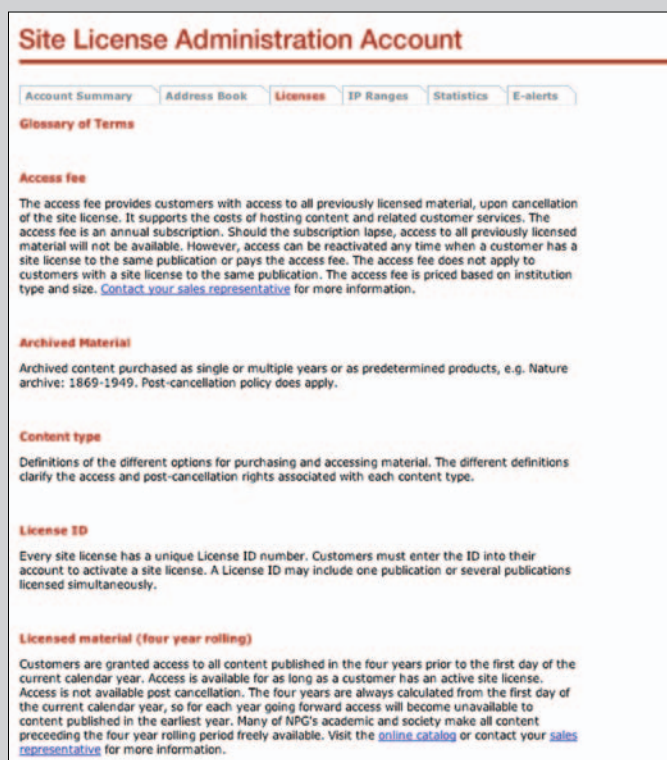 Site License Administration Account
Account Summary Address Book Licenses IP Ranges Statistics E-alerts
Glossary of Terms
Access fee
The access fee provides customers with access to all previously licensed material, upon cancellation
of the site license. It supports the costs of hosting content and related customer services. The
access fee is an annual subscription. Should the subscription lapse, access to all previously licensed
material will not be available. However, access can be reactivated any time when a customer has a
site license to the same publication or pays the access fee. The access fee does not apply to
customers with a site license to the same publication. The access fee is priced based on institution
type and size. Contact your sales representative for more information.
Archived Material
Archived content purchased as single or multiple years or as predetermined products, e.g. Nature
archive: 1869-1949. Post-cancellation policy does apply.
Content type
Definitions of the different options for purchasing and accessing material. The different definitions
clarify the access and post-cancellation rights associated with each content type.
License ID
Every site license has a unique License ID number. Customers must enter the ID into their
account to activate a site license. A License ID may include one publication or several publications
licensed simultaneously.
Licensed material (four year rolling)
Customers are granted access to all content published in the four years prior to the first day of the
current calendar year. Access is available for as long as a customer has an active site license.
Access is not available post cancellation. The four years are always calculated from the first day of
the current calendar year, so for each year going forward access will become unavailable to
content published in the earliest year. Many of NPG's academic and society make all content
preceeding the four year rolling period freely available. Visit the online catalog or contact your sales
representative for more information.